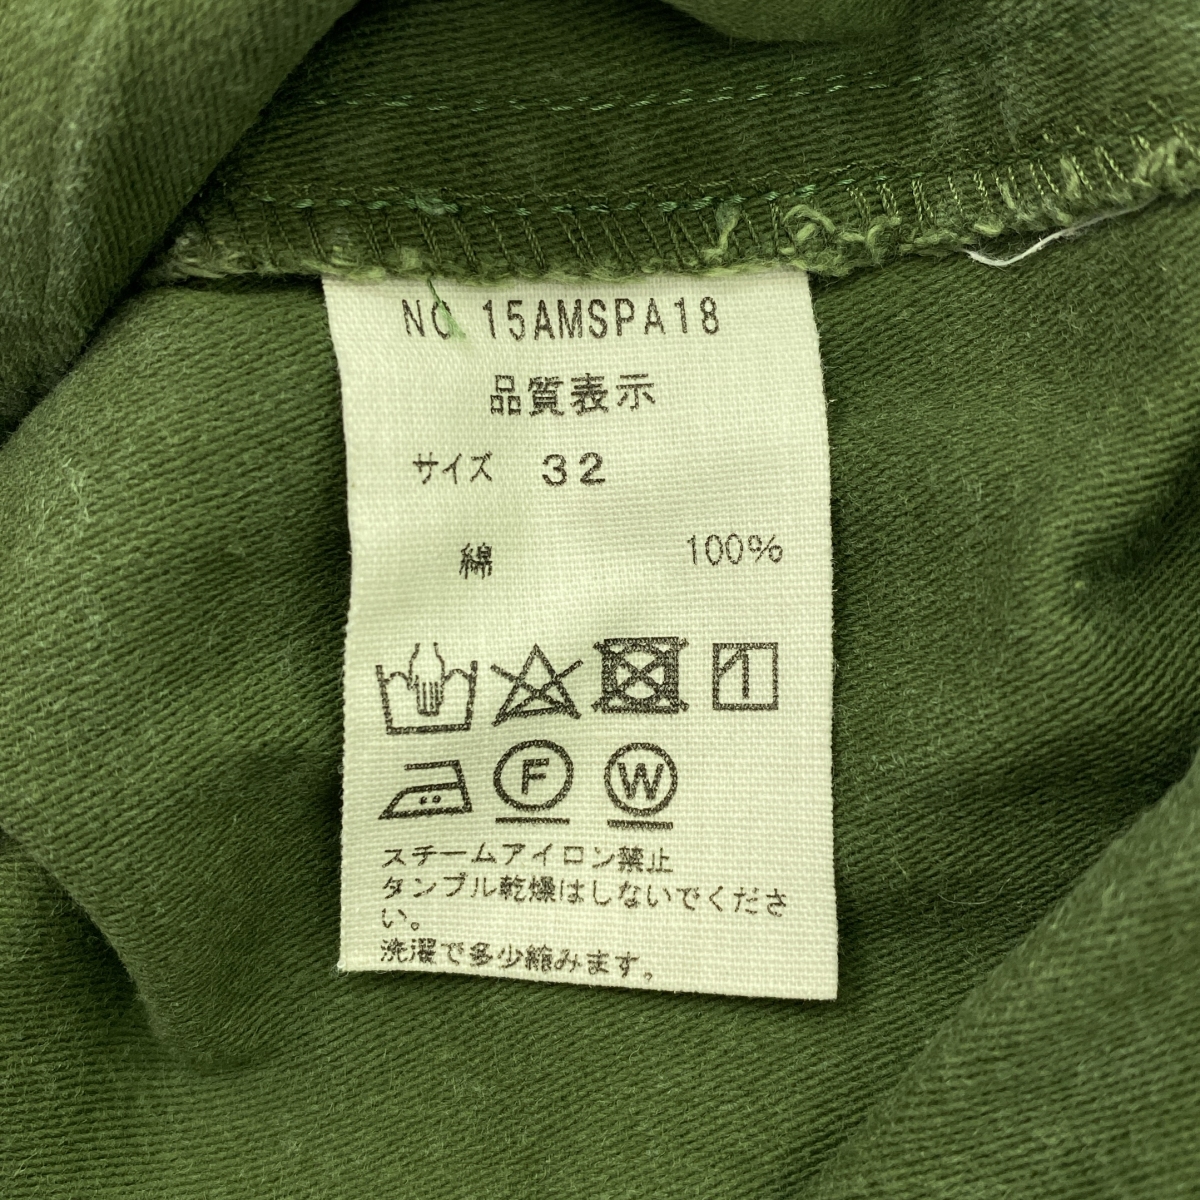 NO 15AMSPA18
品質表示
サイズ 32
綿 100%
F W
スチームアイロン禁止
タンブル乾燥はしないでくださ
い。
洗濯で多少縮みます。